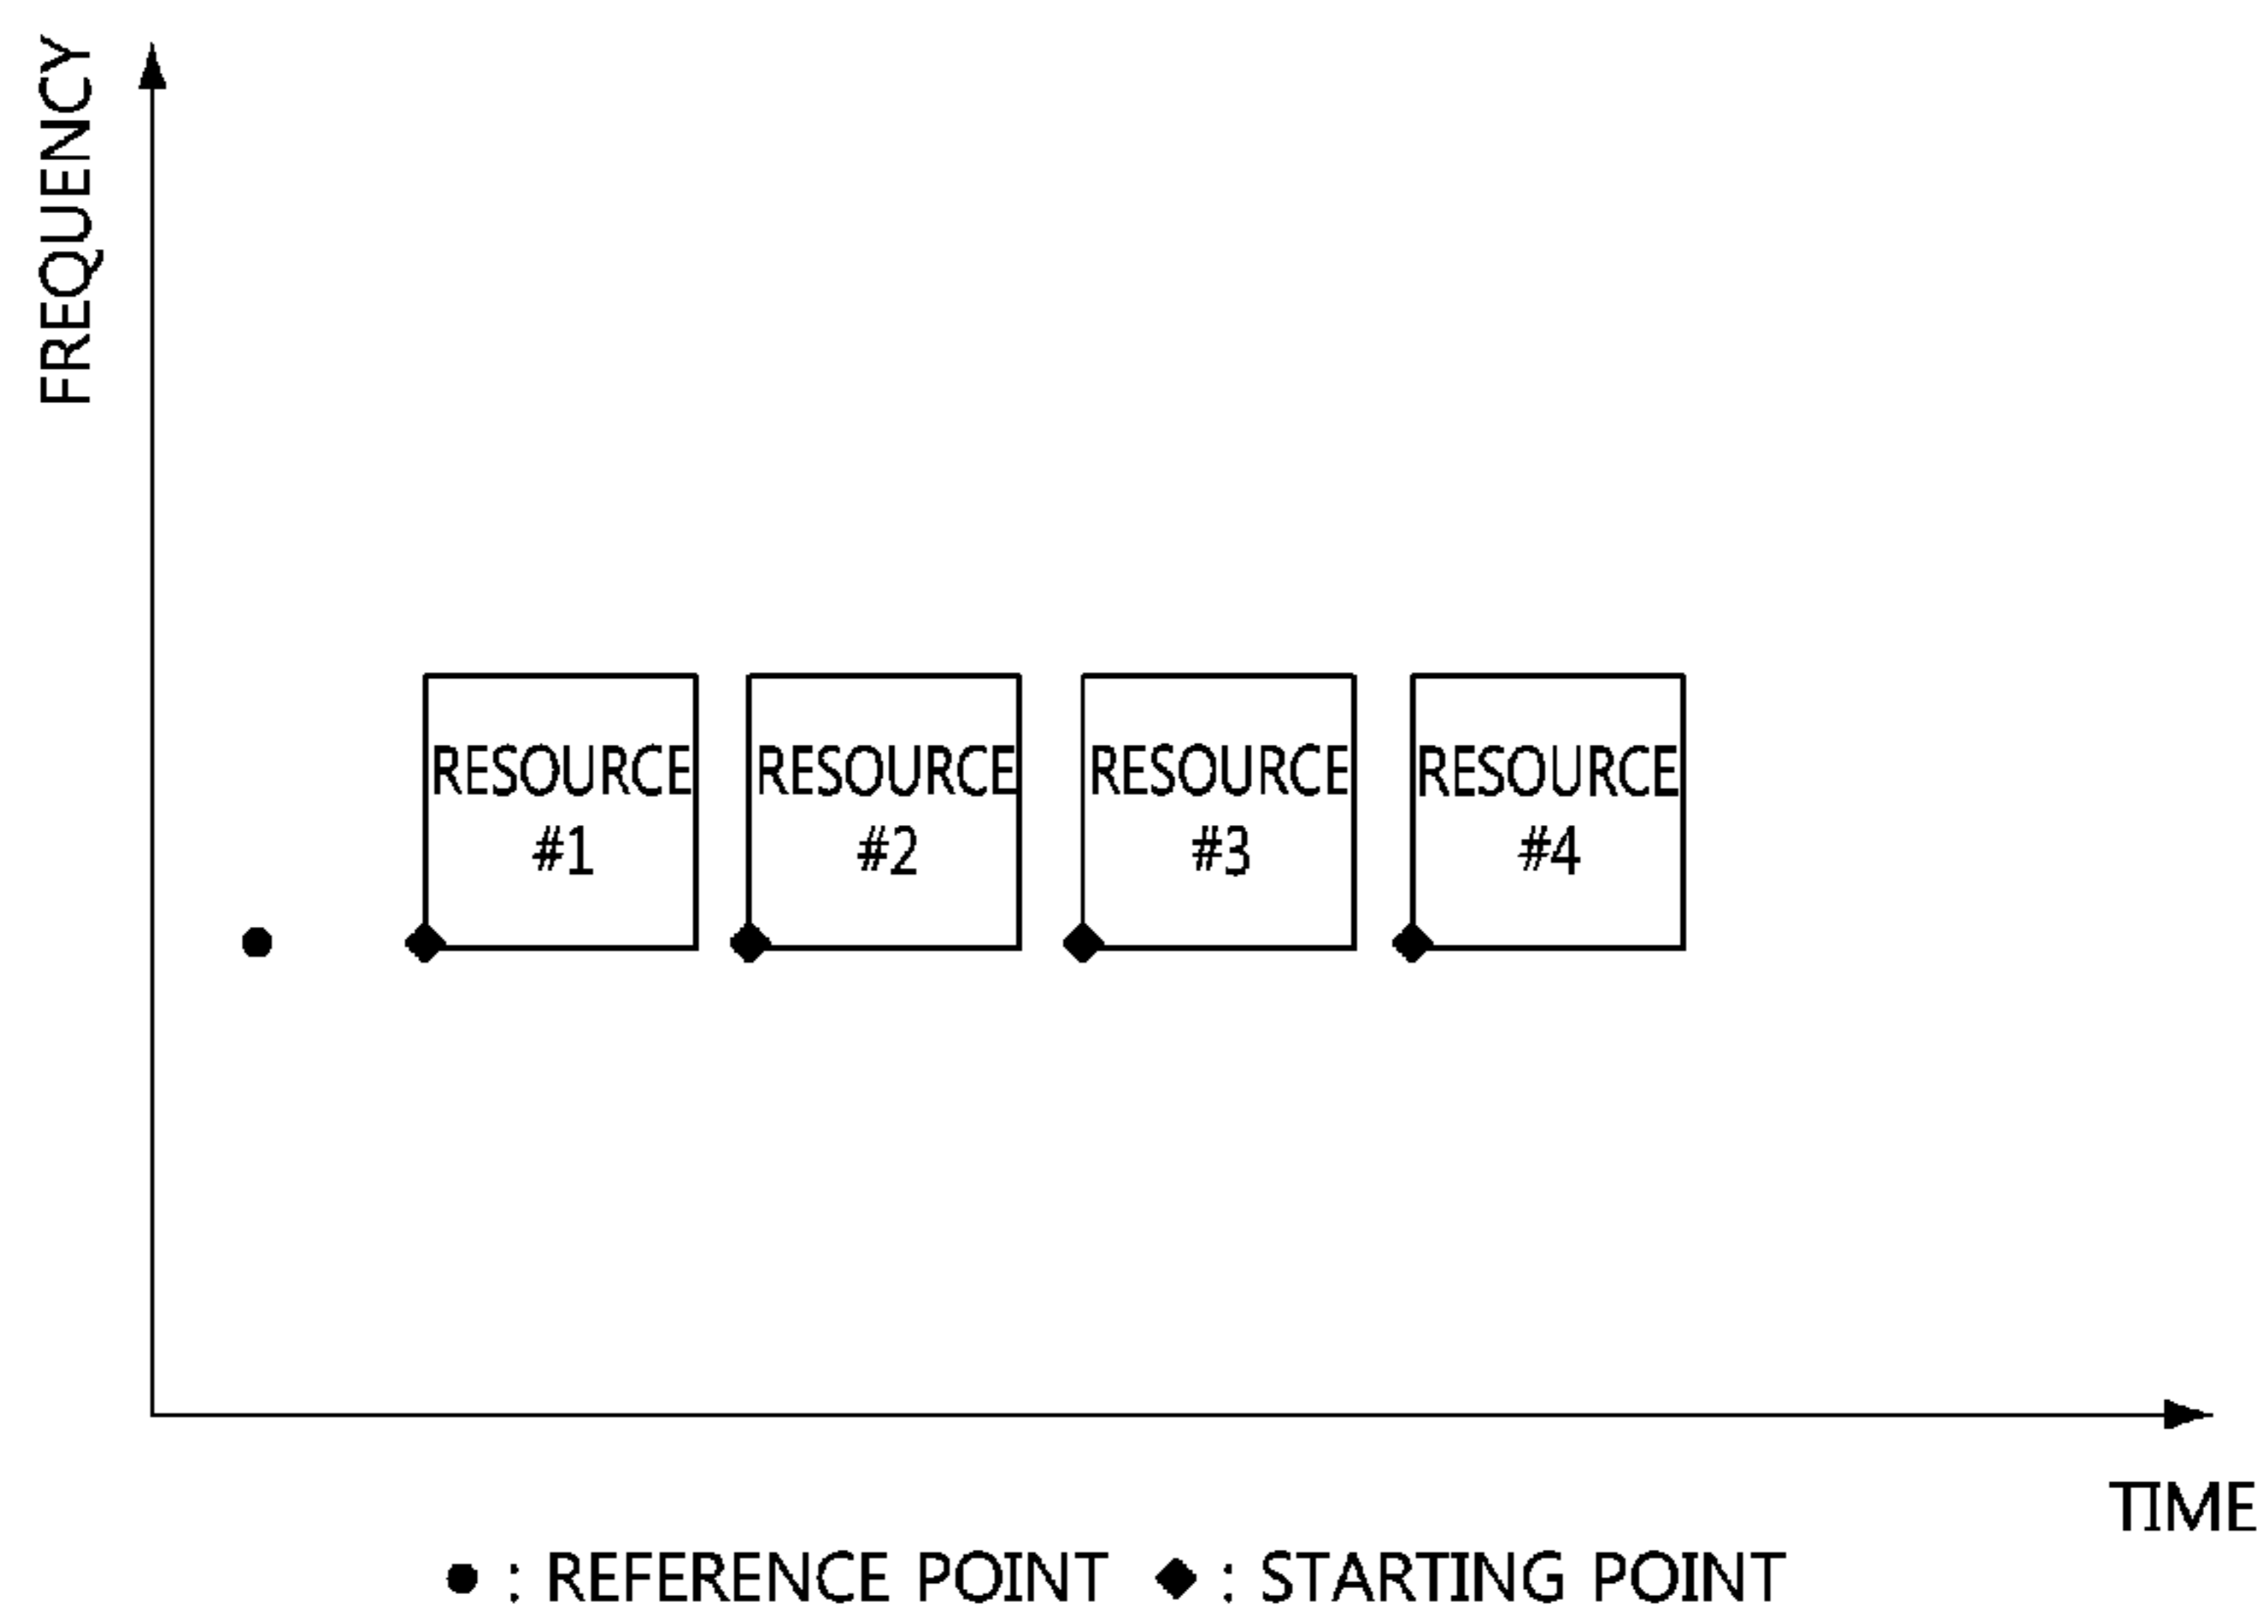 FREQUENCY
RESOURCE
#1
RESOURCE
#2
RESOURCE
#3
RESOURCE
#4
TIME
: REFERENCE POINT
: STARTING POINT